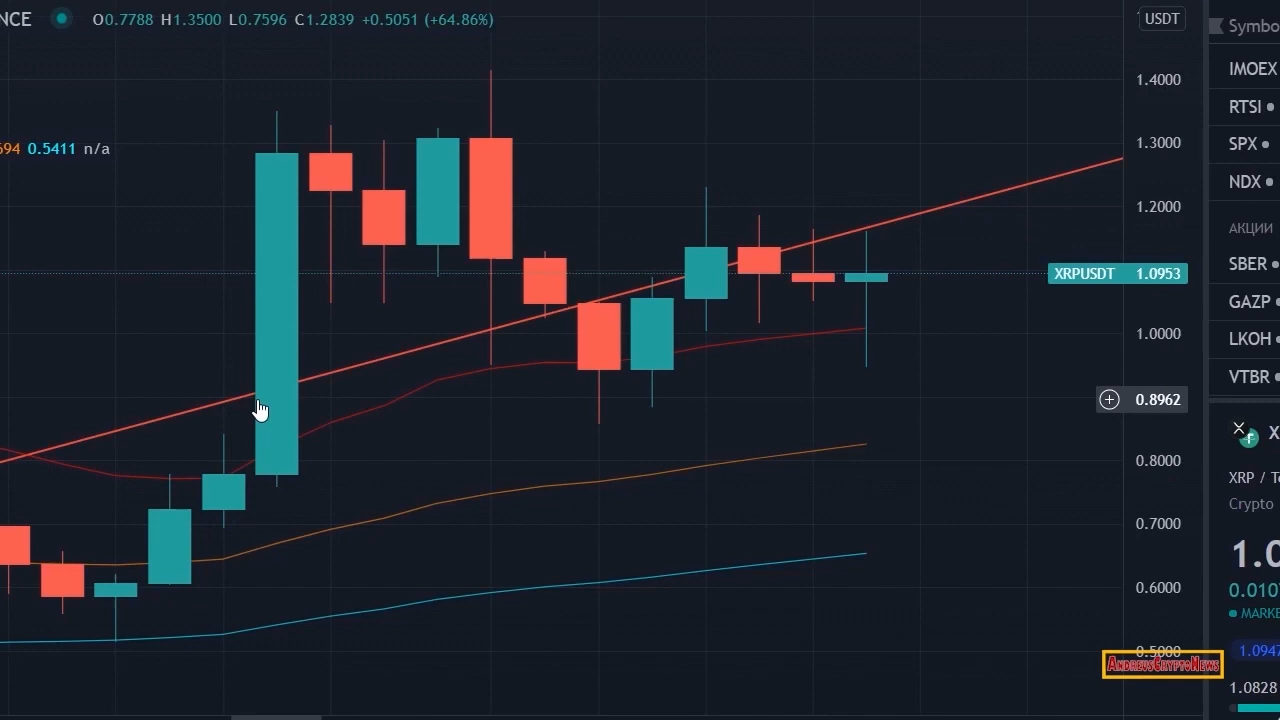 NCE O0.7788 H1.3500 L0.7596 C1.2839 +0.5051 (+64.86%)
694 0.5411 n/a
USDT
1.4000
1.3000
1.2000
XRPUSDT 1.0953
1.0000
0.8962
0.8000
0.7000
0.6000
0.5000
AndreysCryptoNews
Symbo
IMOEX
RTSI
SPX
NDX
АКЦИИ
SBER
GAZP
LKOH
VTBR
X
XRP / Te
Crypto
1.0
0.010
MARKE
1.0947
1.0828